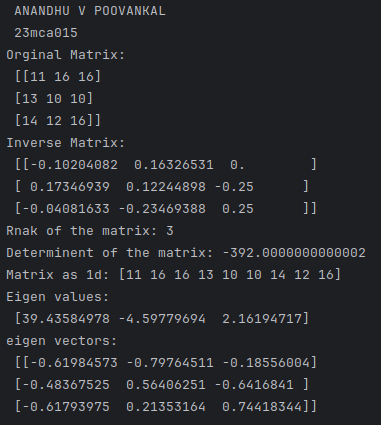 ANANDHU V POOVANKAL
23mca015
Orginal Matrix:
[[11 16 16]
[13 10 10]
[14 12 16]]
Inverse Matrix:
[[-0.10204082  0.16326531  0.        ]
[ 0.17346939  0.12244898 -0.25      ]
[-0.04081633 -0.23469388  0.25      ]]
Rnak of the matrix: 3
Determinent of the matrix: -392.0000000000002
Matrix as 1d: [11 16 16 13 10 10 14 12 16]
Eigen values:
[39.43584978 -4.59779694  2.16194717]
eigen vectors:
[[-0.61984573 -0.79764511 -0.18556004]
[-0.48367525  0.56406251 -0.6416841 ]
[-0.61793975  0.21353164  0.74418344]]